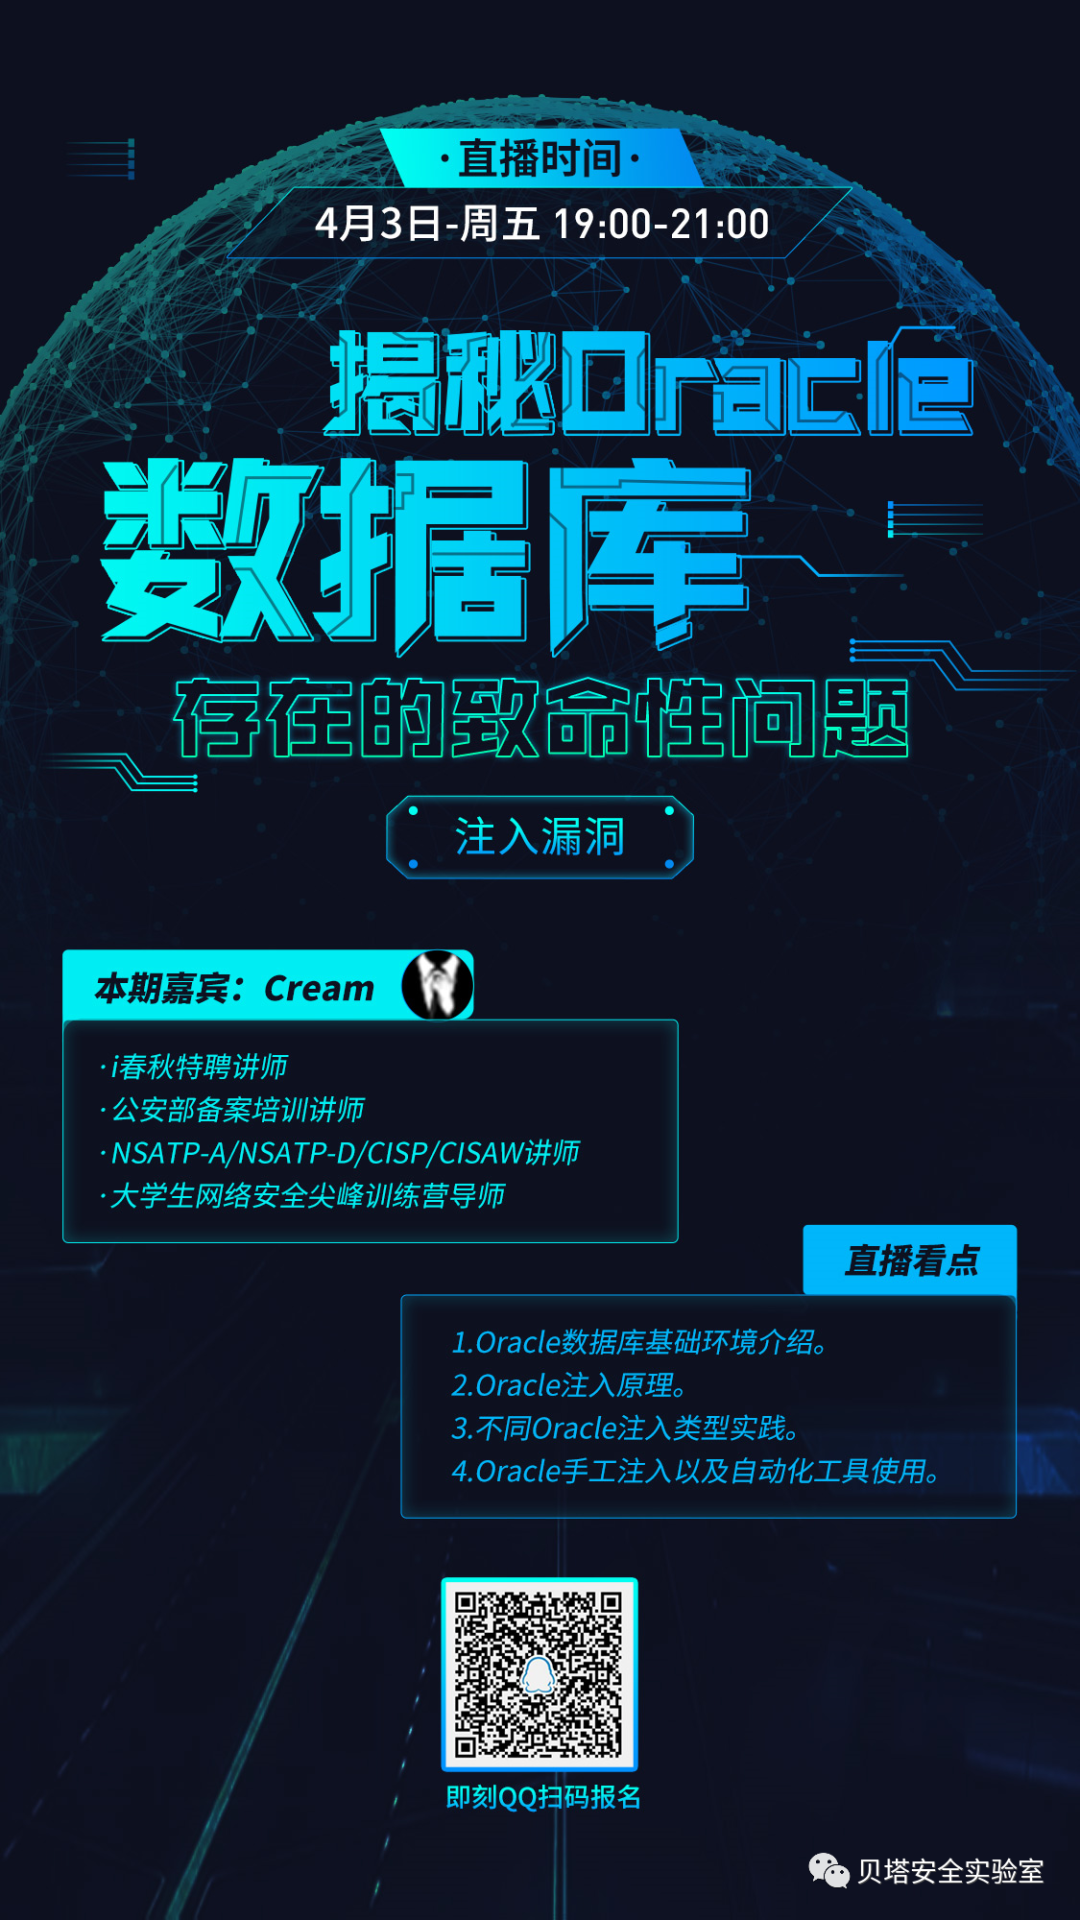 ·直播时间·
4月3日-周五 19:00-21:00
揭秘Oracle
数据库
存在的致命性问题
注入漏洞
本期嘉宾：Cream
·i春秋特聘讲师
·公安部备案培训讲师
·NSATP-A/NSATP-D/CISP/CISAW讲师
·大学生网络安全尖峰训练营导师
直播看点
1.Oracle数据库基础环境介绍。
2.Oracle注入原理。
3.不同Oracle注入类型实践。
4.Oracle手工注入以及自动化工具使用。
即刻QQ扫码报名
贝塔安全实验室